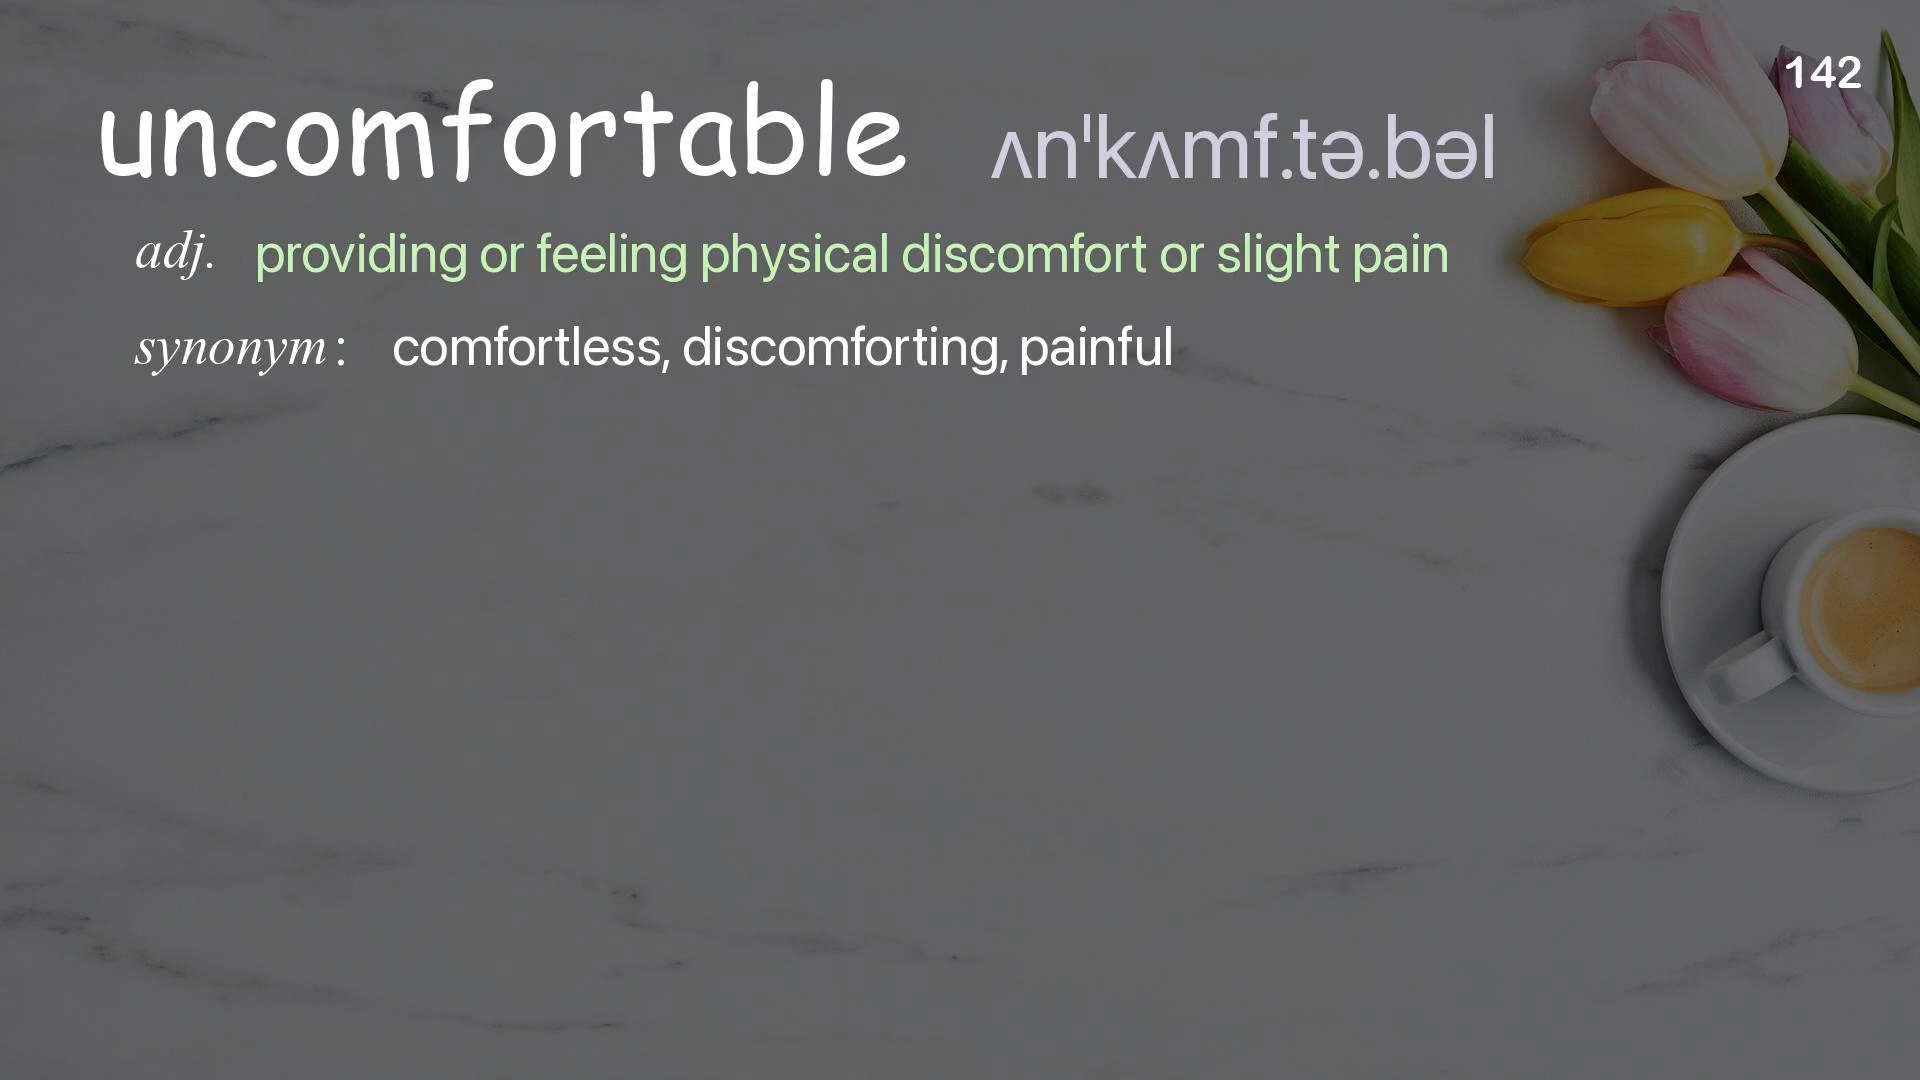 142
uncomfortable ʌnˈkʌmf.tə.bəl
adj. providing or feeling physical discomfort or slight pain
synonym: comfortless, discomforting, painful